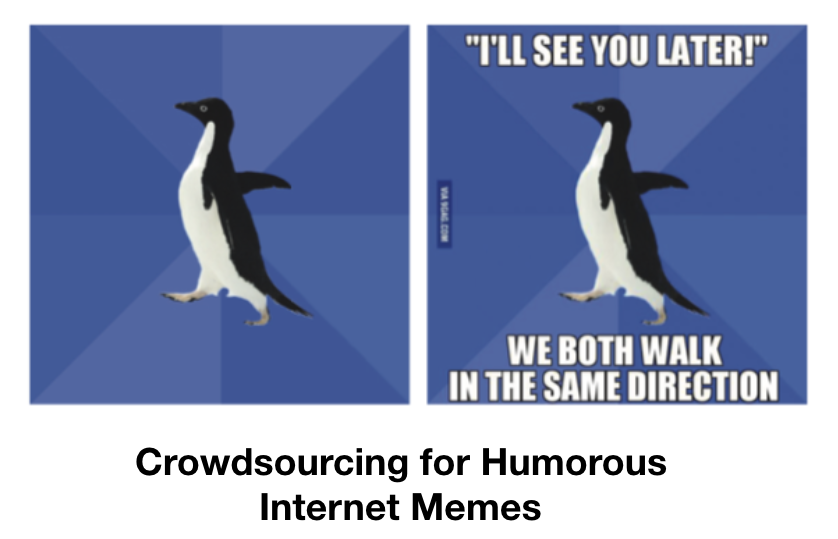 "I'LL SEE YOU LATER!"
VIA 9GAG.COM
WE BOTH WALK
IN THE SAME DIRECTION
Crowdsourcing for Humorous
Internet Memes